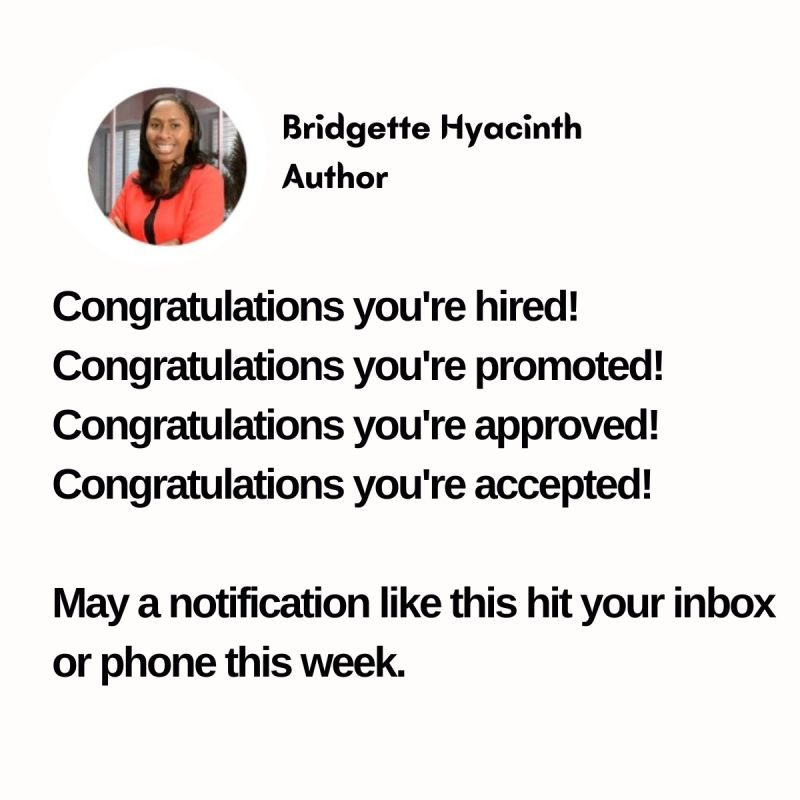 Bridgette Hyacinth
Author
Congratulations you're hired!
Congratulations you're promoted!
Congratulations you're approved!
Congratulations you're accepted!
May a notification like this hit your inbox
or phone this week.